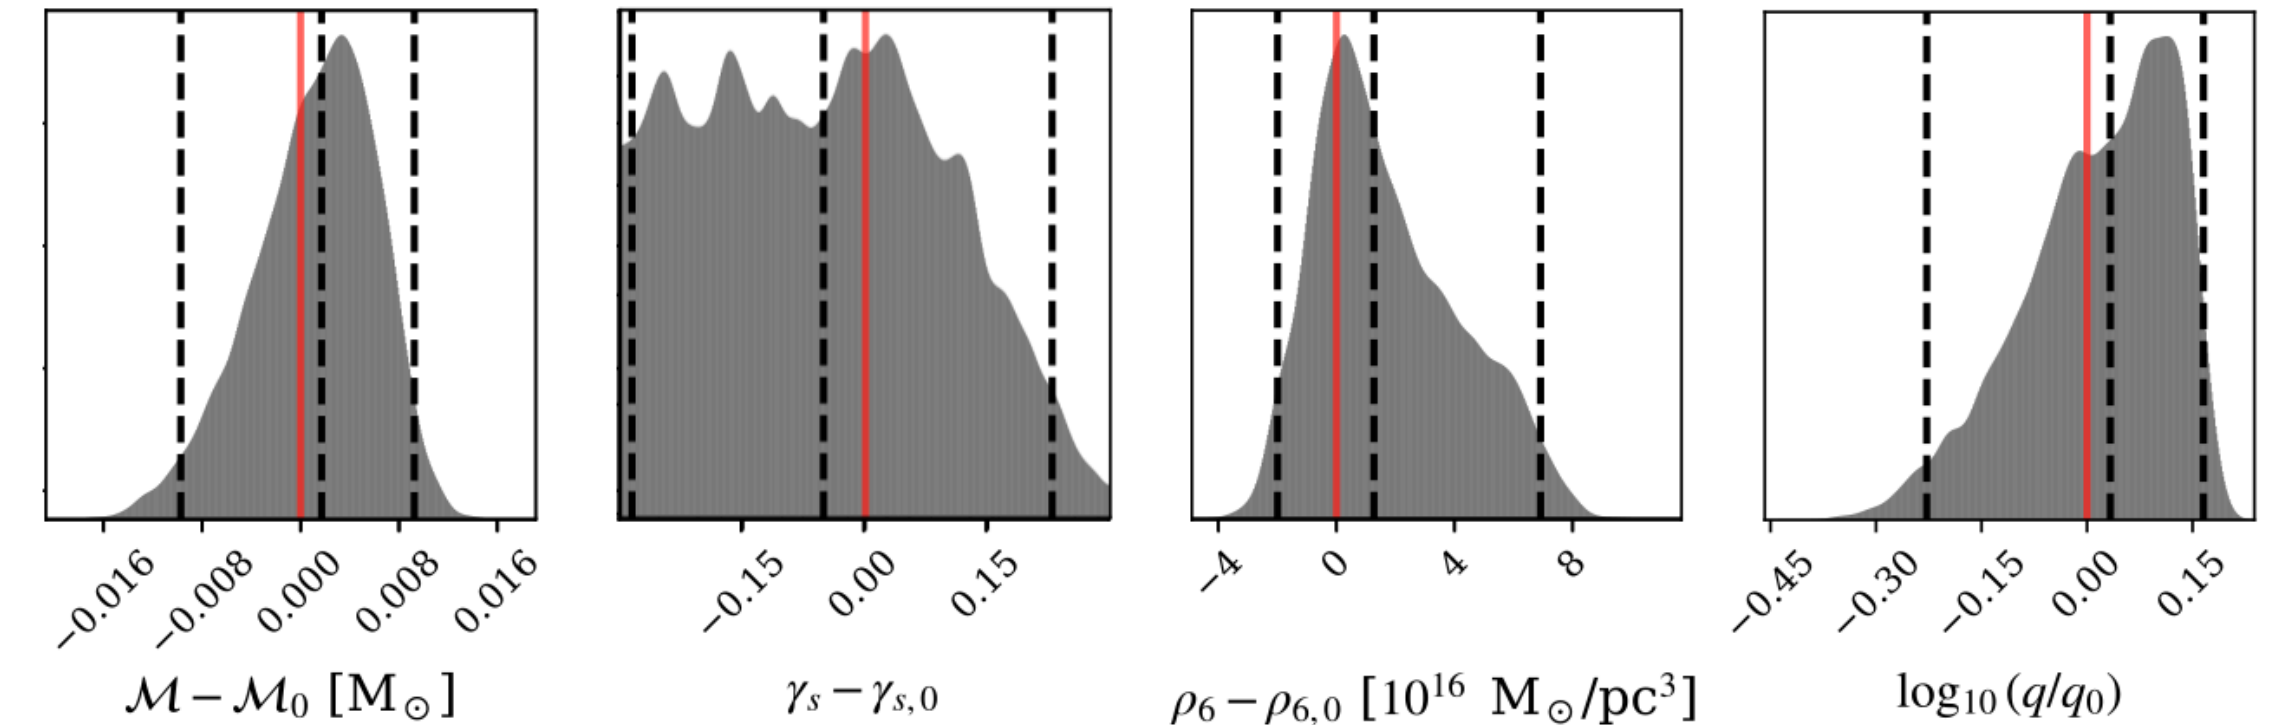 −0.016 −0.008 0.000 0.008 0.016
−0.15 0.00 0.15
−4 0 4 8
−0.45 −0.30 −0.15 0.00 0.15
ℳ − ℳ₀ [M⊙]
γₛ − γₛ,₀
ρ₆ − ρ₆,₀ [10¹⁶ M⊙/pc³]
log₁₀ (q/q₀)